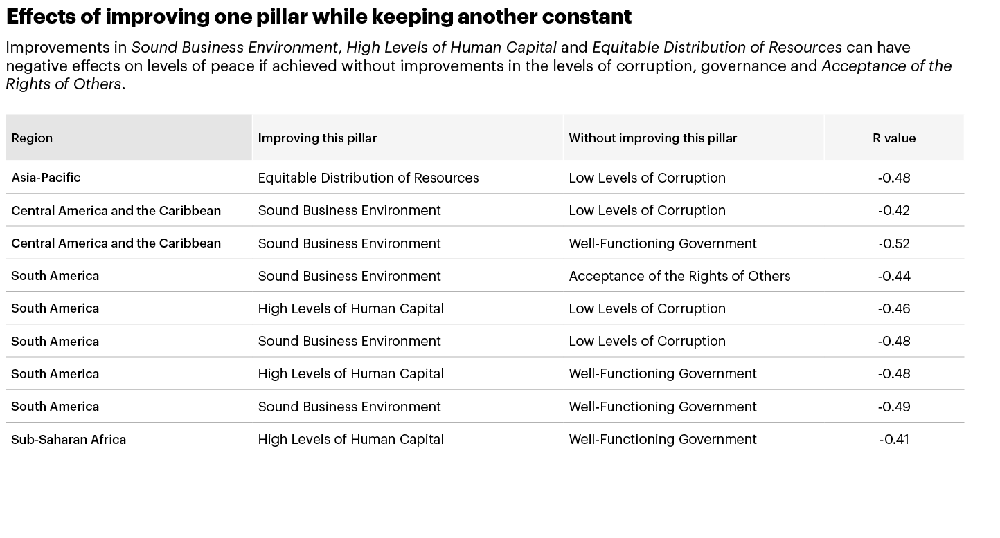 Effects of improving one pillar while keeping another constant
Improvements in Sound Business Environment, High Levels of Human Capital and Equitable Distribution of Resources can have
negative effects on levels of peace if achieved without improvements in the levels of corruption, governance and Acceptance of the
Rights of Others.
Region Improving this pillar Without improving this pillar R value
Asia-Pacific Equitable Distribution of Resources Low Levels of Corruption -0.48
Central America and the Caribbean Sound Business Environment Low Levels of Corruption -0.42
Central America and the Caribbean Sound Business Environment Well-Functioning Government -0.52
South America Sound Business Environment Acceptance of the Rights of Others -0.44
South America High Levels of Human Capital Low Levels of Corruption -0.46
South America Sound Business Environment Low Levels of Corruption -0.48
South America High Levels of Human Capital Well-Functioning Government -0.48
South America Sound Business Environment Well-Functioning Government -0.49
Sub-Saharan Africa High Levels of Human Capital Well-Functioning Government -0.41